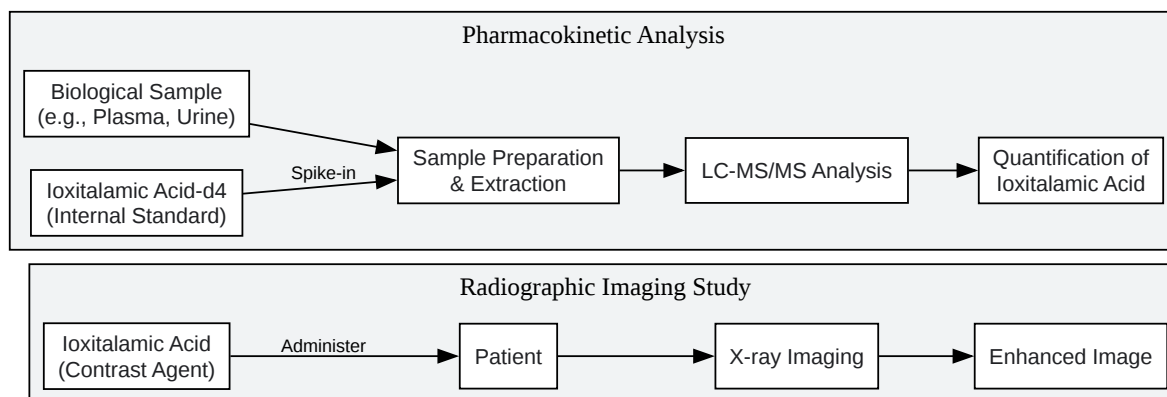 Pharmacokinetic Analysis
Biological Sample
(e.g., Plasma, Urine)
Ioxitalamic Acid-d4
(Internal Standard)
Spike-in
Sample Preparation
& Extraction
LC-MS/MS Analysis
Quantification of
Ioxitalamic Acid
Radiographic Imaging Study
Ioxitalamic Acid
(Contrast Agent)
Administer
Patient
X-ray Imaging
Enhanced Image